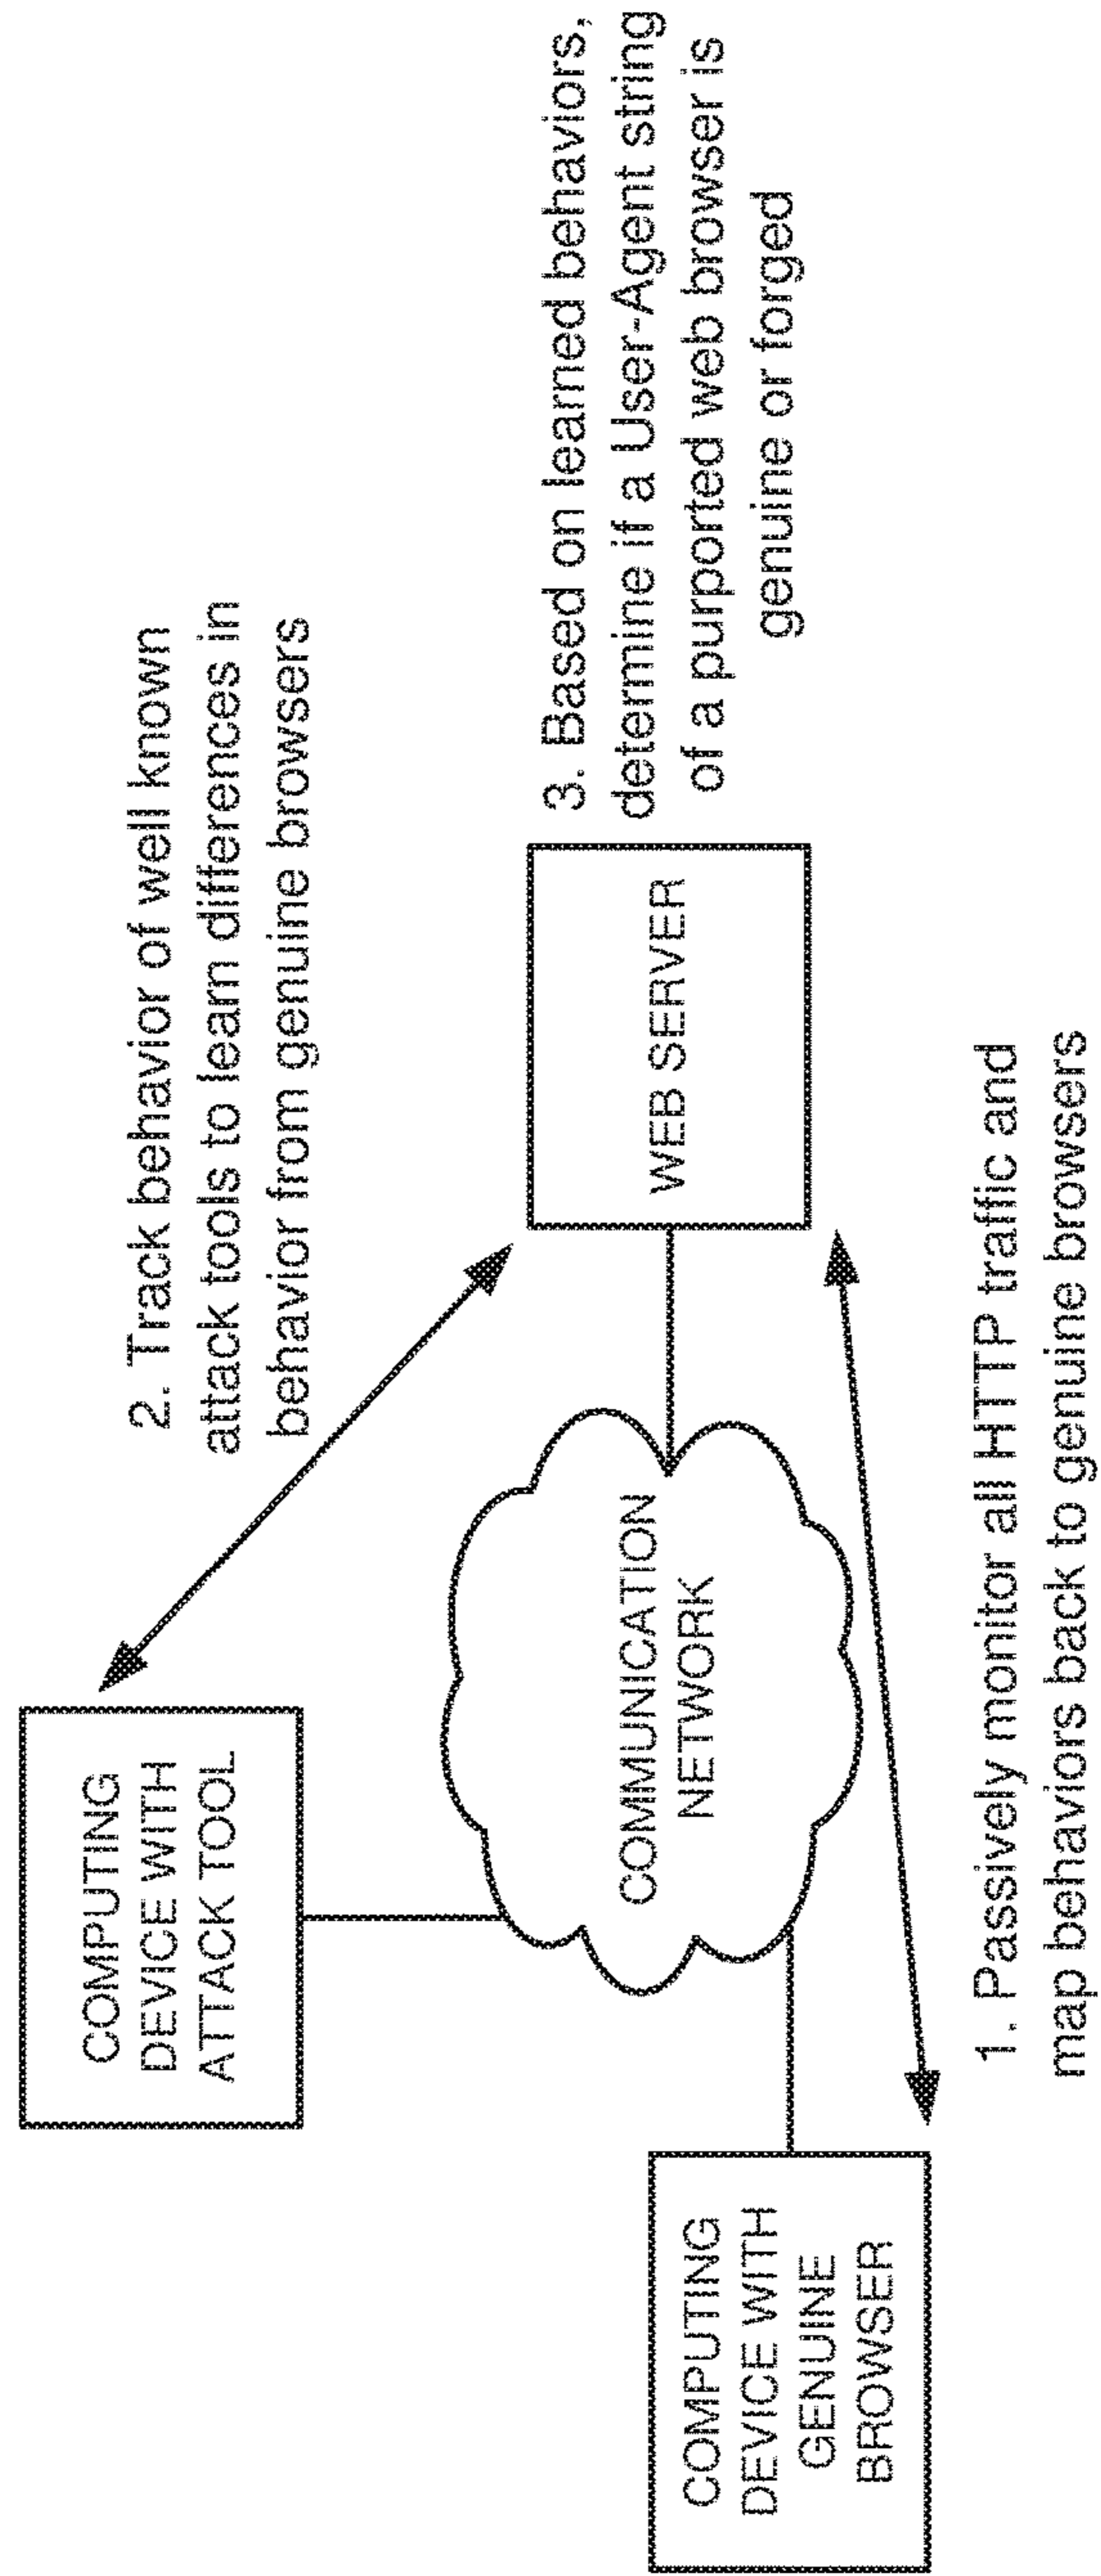 COMPUTING
DEVICE WITH
ATTACK TOOL
2. Track behavior of well known
attack tools to learn differences in
behavior from genuine browsers
COMPUTING
DEVICE WITH
GENUINE
BROWSER
COMMUNICATION
NETWORK
WEB SERVER
3. Based on learned behaviors,
determine if a User-Agent string
of a purported web browser is
genuine or forged
1. Passively monitor all HTTP traffic and
map behaviors back to genuine browsers